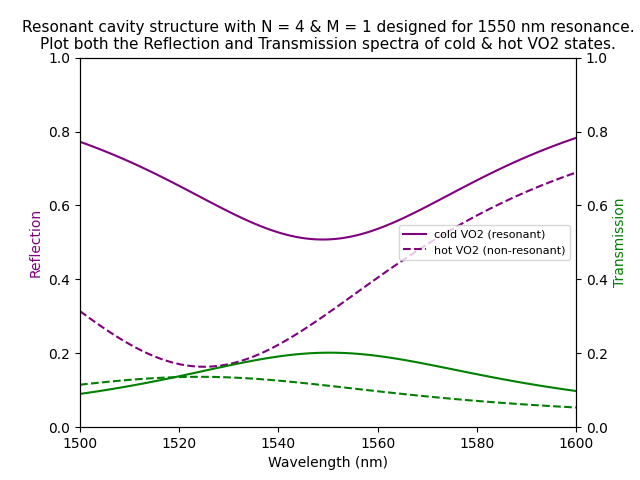 Resonant cavity structure with N = 4 & M = 1 designed for 1550 nm resonance.
Plot both the Reflection and Transmission spectra of cold & hot VO2 states.
1.0
0.8
0.6
0.4
0.2
0.0
Reflection
1.0
0.8
0.6
0.4
0.2
0.0
Transmission
cold VO2 (resonant)
hot VO2 (non-resonant)
1500
1520
1540
1560
1580
1600
Wavelength (nm)